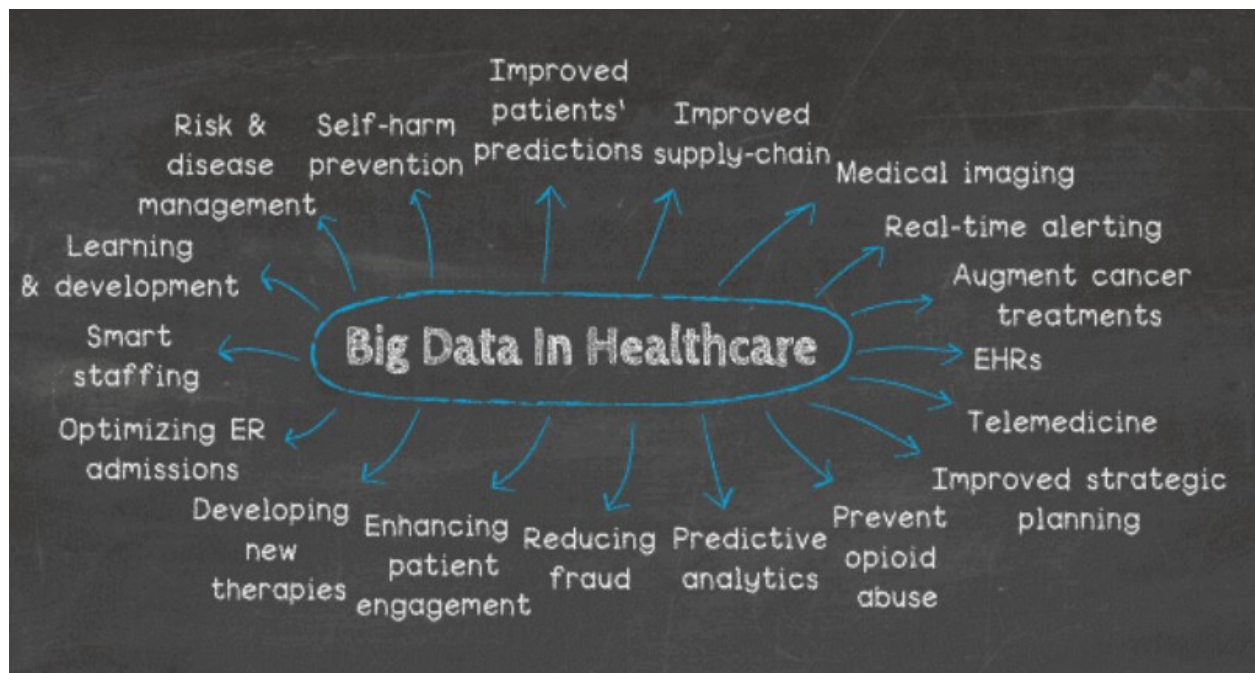 Improved
patients'
predictions
Improved
supply-chain
Medical imaging
Real-time alerting
Augment cancer
treatments
EHRs
Telemedicine
Improved strategic
planning
Prevent
opioid
abuse
Predictive
analytics
Reducing
fraud
Enhancing
patient
engagement
Developing
new
therapies
Optimizing ER
admissions
Smart
staffing
Learning
& development
Risk &
disease
management
Self-harm
prevention
Big Data In Healthcare